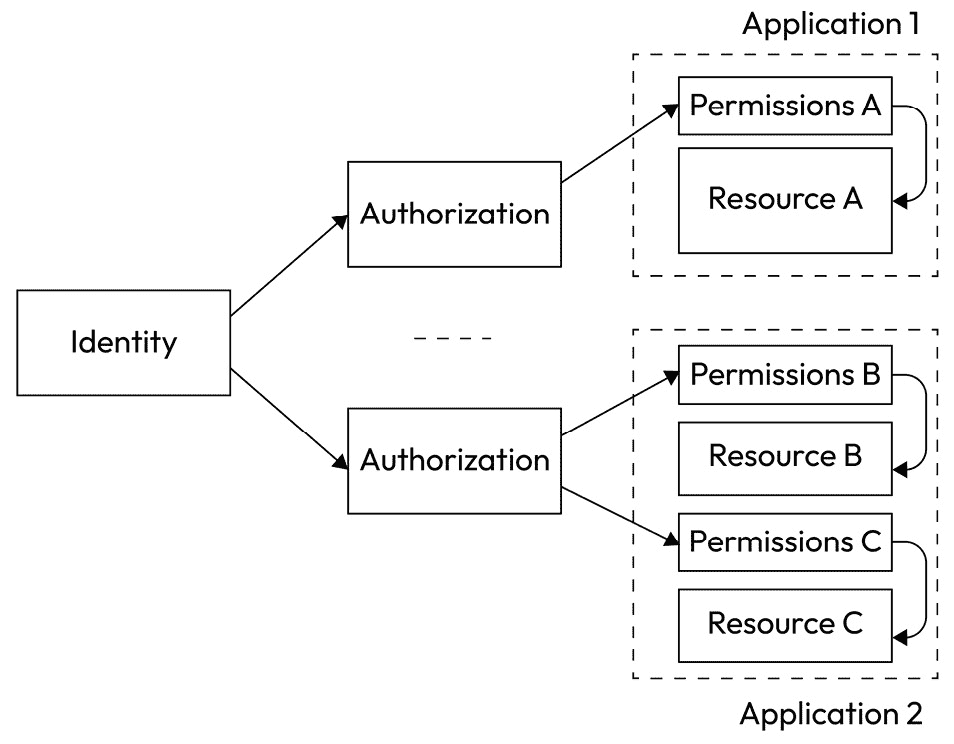 Application 1
Permissions A
Resource A
Authorization
Identity
Authorization
Permissions B
Resource B
Permissions C
Resource C
Application 2